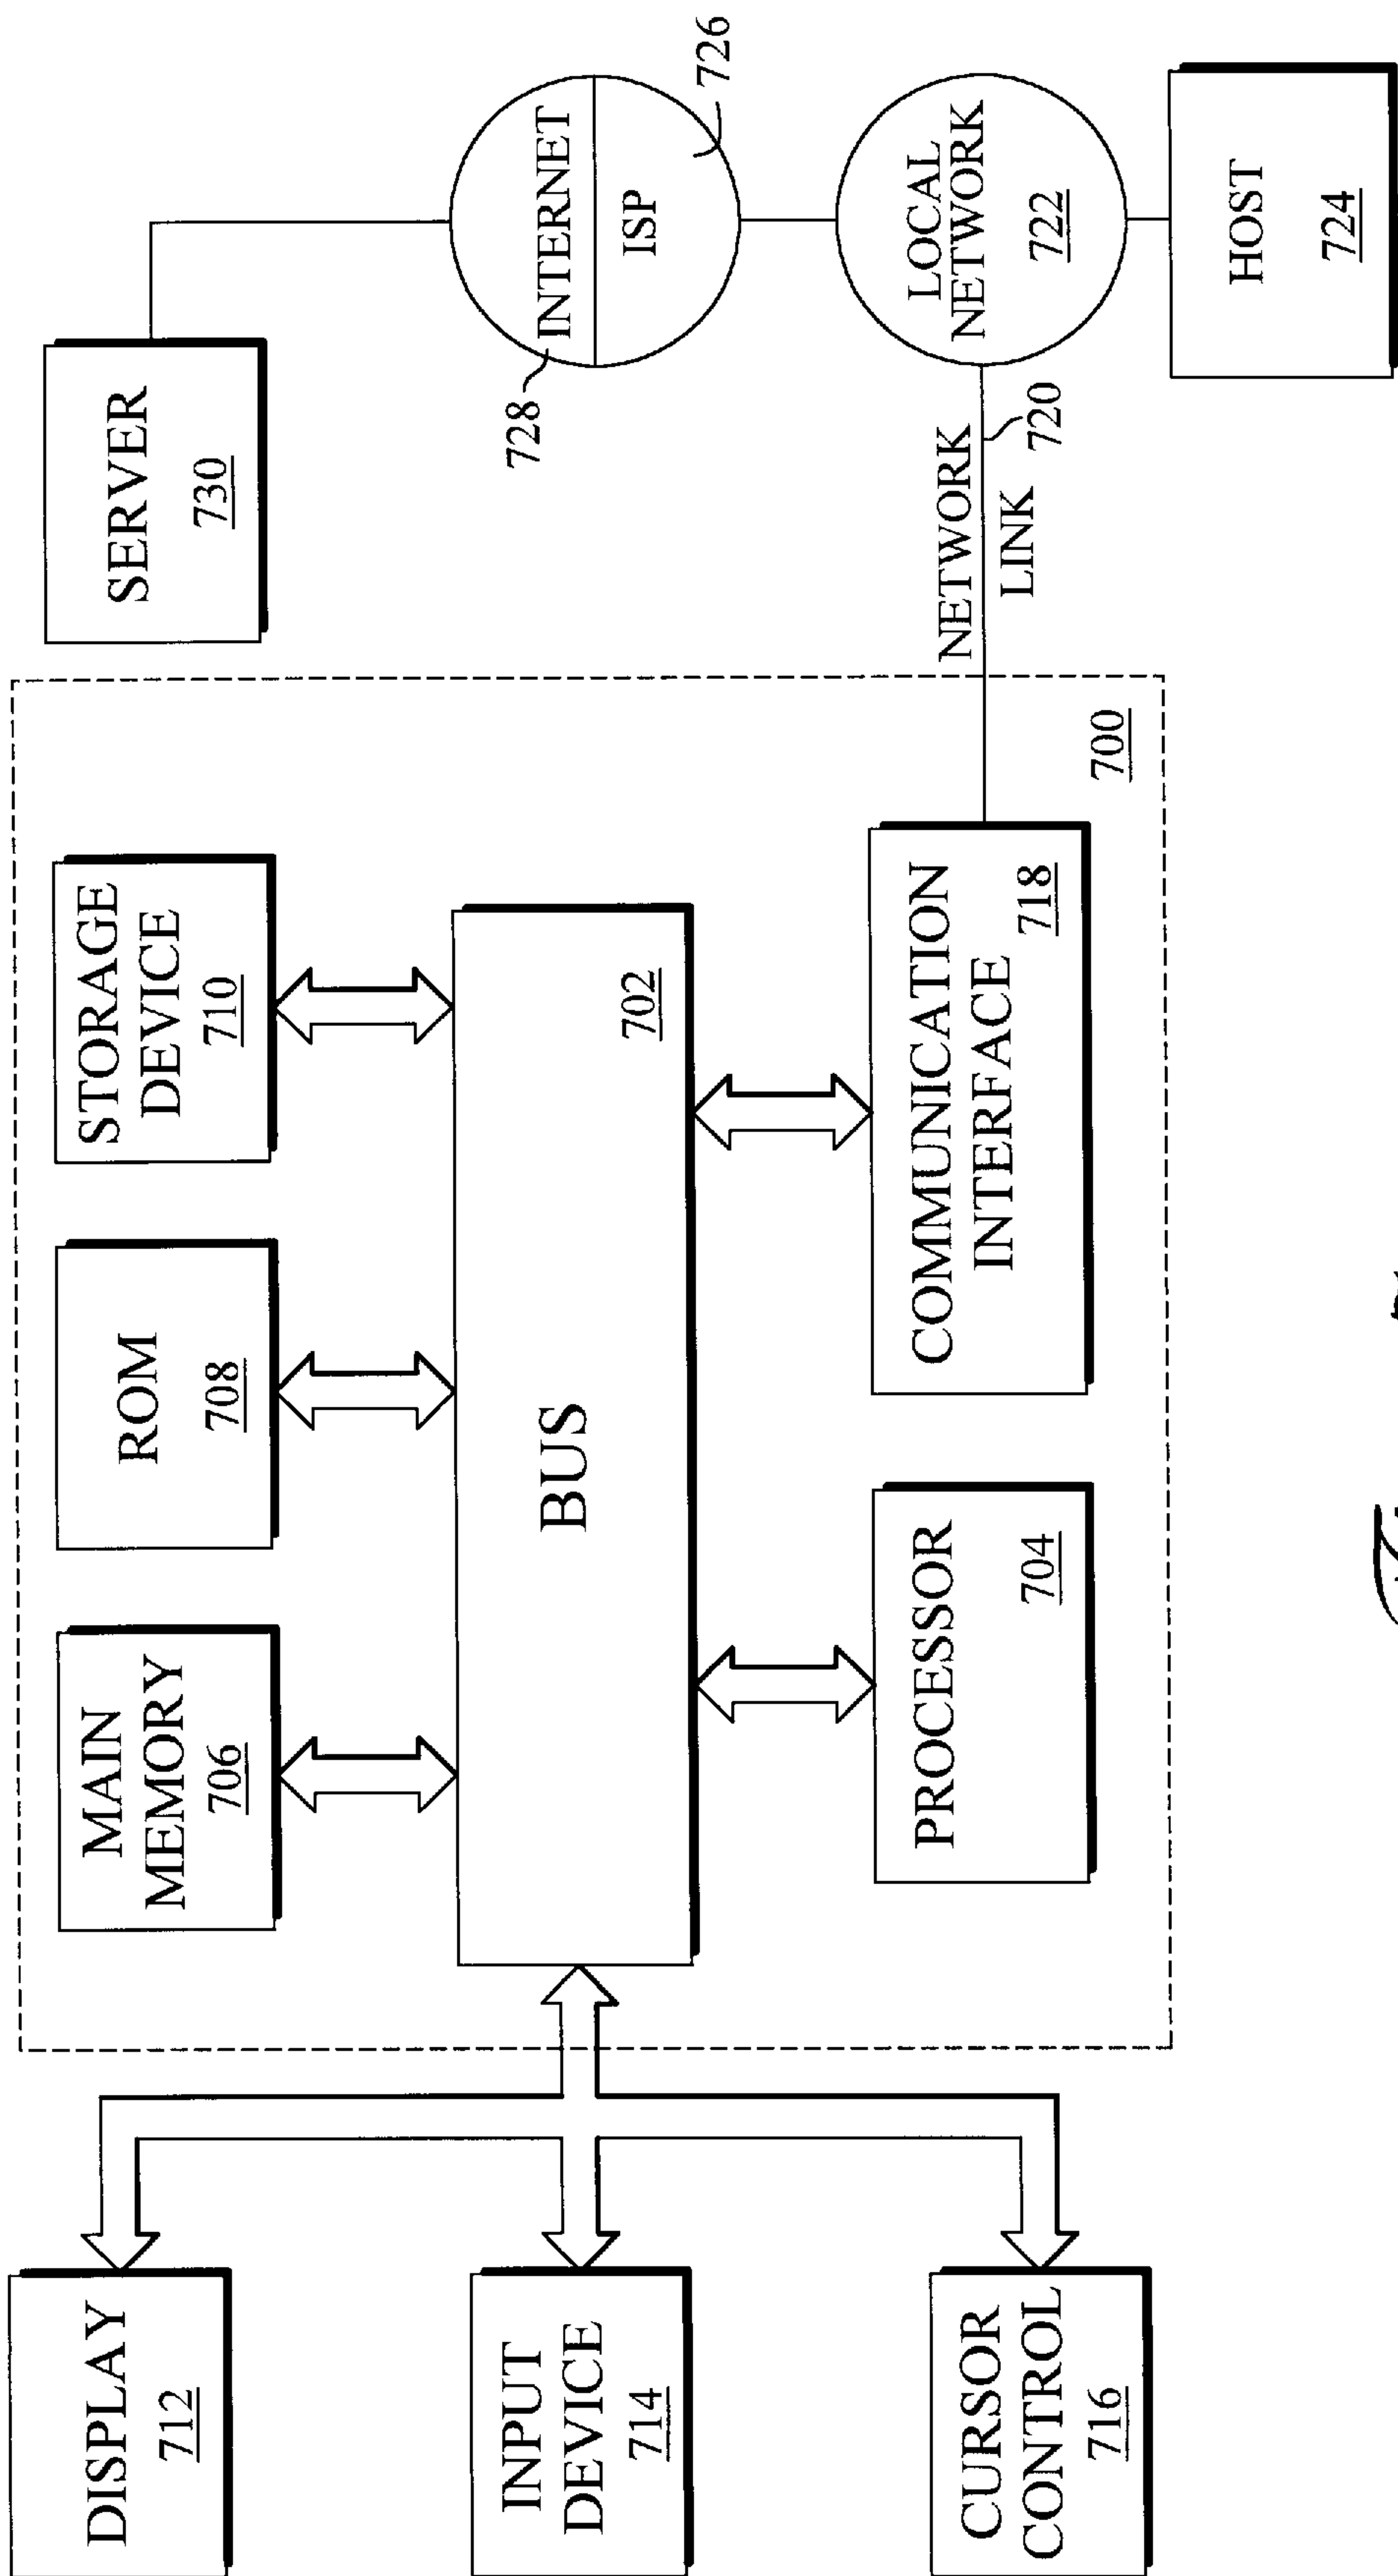 DISPLAY
712
INPUT
DEVICE
714
CURSOR
CONTROL
716
MAIN
MEMORY
706
ROM
708
STORAGE
DEVICE
710
BUS
702
PROCESSOR
704
COMMUNICATION
INTERFACE
718
700
SERVER
730
728
INTERNET
ISP
726
NETWORK
LINK
720
LOCAL
NETWORK
722
HOST
724